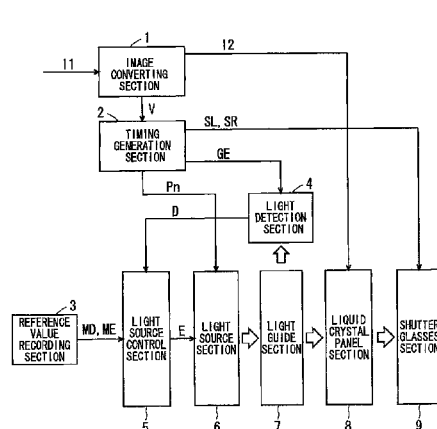 1
I1
I2
IMAGE
CONVERTING
SECTION
V
2
TIMING
GENERATION
SECTION
SL, SR
GE
Pn
4
D
LIGHT
DETECTION
SECTION
3
REFERENCE
VALUE
RECORDING
SECTION
MD, ME
LIGHT
SOURCE
CONTROL
SECTION
E
LIGHT
SOURCE
SECTION
LIGHT
GUIDE
SECTION
LIQUID
CRYSTAL
PANEL
SECTION
SHUTTER
GLASSES
SECTION
5
6
7
8
9